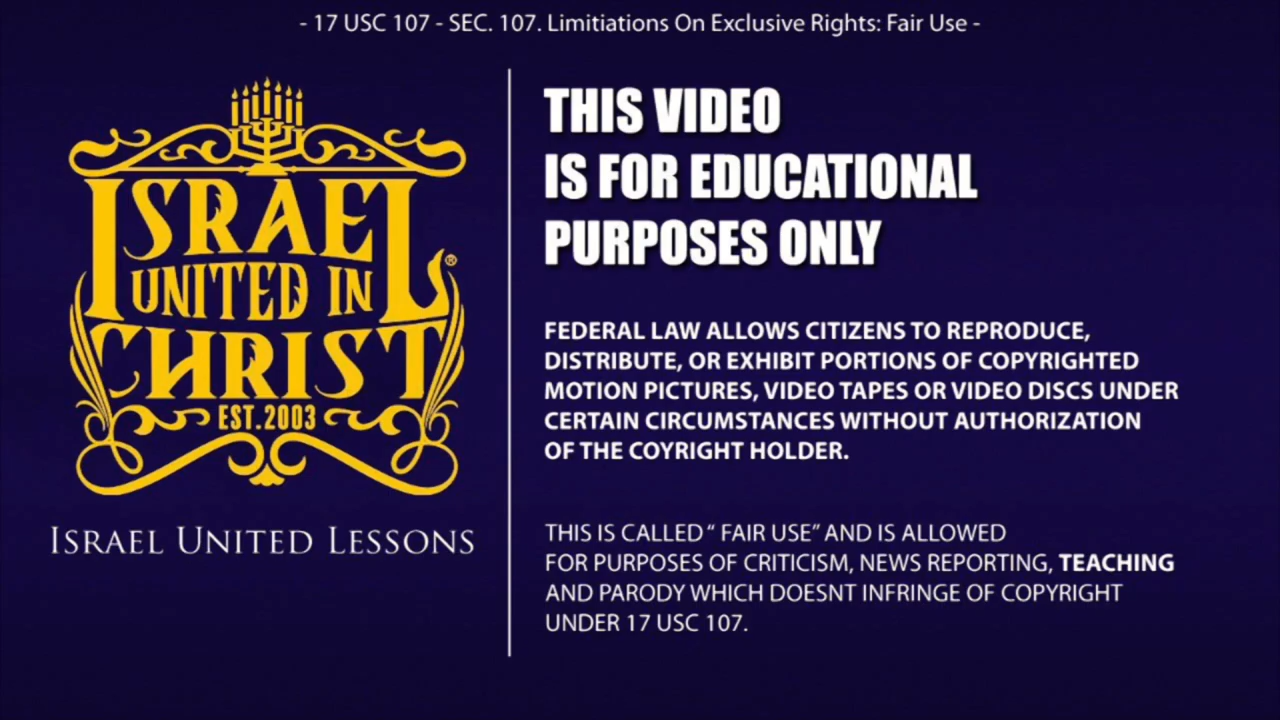 - 17 USC 107 - SEC. 107. Limitiations On Exclusive Rights: Fair Use -
ISRAEL
UNITED IN
CHRIST
®
EST.2003
ISRAEL UNITED LESSONS
THIS VIDEO
IS FOR EDUCATIONAL
PURPOSES ONLY
FEDERAL LAW ALLOWS CITIZENS TO REPRODUCE,
DISTRIBUTE, OR EXHIBIT PORTIONS OF COPYRIGHTED
MOTION PICTURES, VIDEO TAPES OR VIDEO DISCS UNDER
CERTAIN CIRCUMSTANCES WITHOUT AUTHORIZATION
OF THE COYRIGHT HOLDER.
THIS IS CALLED “ FAIR USE” AND IS ALLOWED
FOR PURPOSES OF CRITICISM, NEWS REPORTING, TEACHING
AND PARODY WHICH DOESNT INFRINGE OF COPYRIGHT
UNDER 17 USC 107.